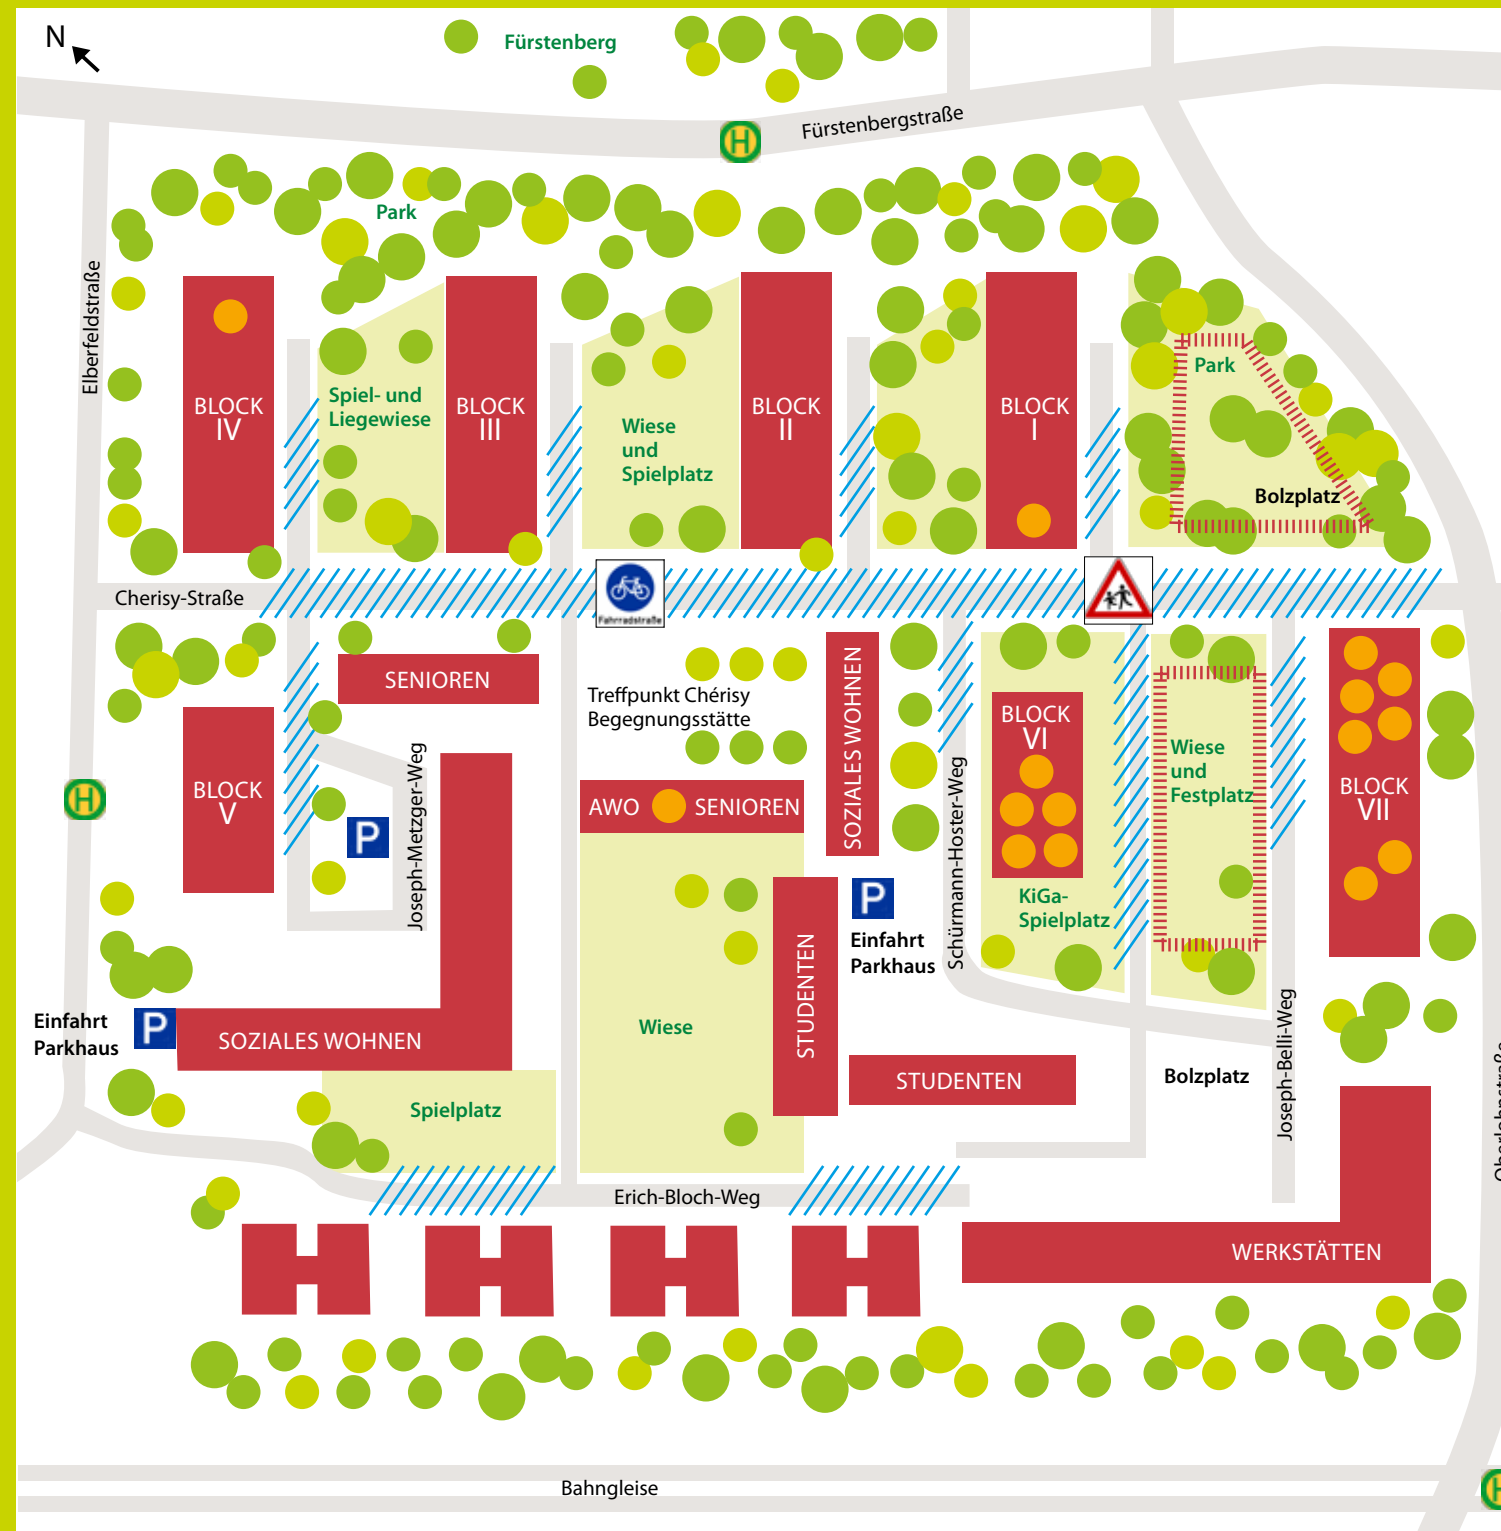 N
Fürstenberg
H
Fürstenbergstraße
Park
Elberfeldstraße
BLOCK
IV
Spiel- und
Liegewiese
BLOCK
III
Wiese
und
Spielplatz
BLOCK
II
BLOCK
I
Park
Bolzplatz
Cherisy-Straße
Fahrradstraße
SENIOREN
Treffpunkt Chérisy
Begegnungsstätte
SOZIALES WOHNEN
BLOCK
VI
Wiese
und
Festplatz
BLOCK
VII
H
BLOCK
V
P
Joseph-Metzger-Weg
AWO
SENIOREN
Schürmann-Hoster-Weg
KiGa-
Spielplatz
P
Einfahrt
Parkhaus
STUDENTEN
Einfahrt
Parkhaus
P
SOZIALES WOHNEN
Wiese
STUDENTEN
Bolzplatz
Joseph-Belli-Weg
Oberlohnstraße
Spielplatz
Erich-Bloch-Weg
WERKSTÄTTEN
Bahngleise
H